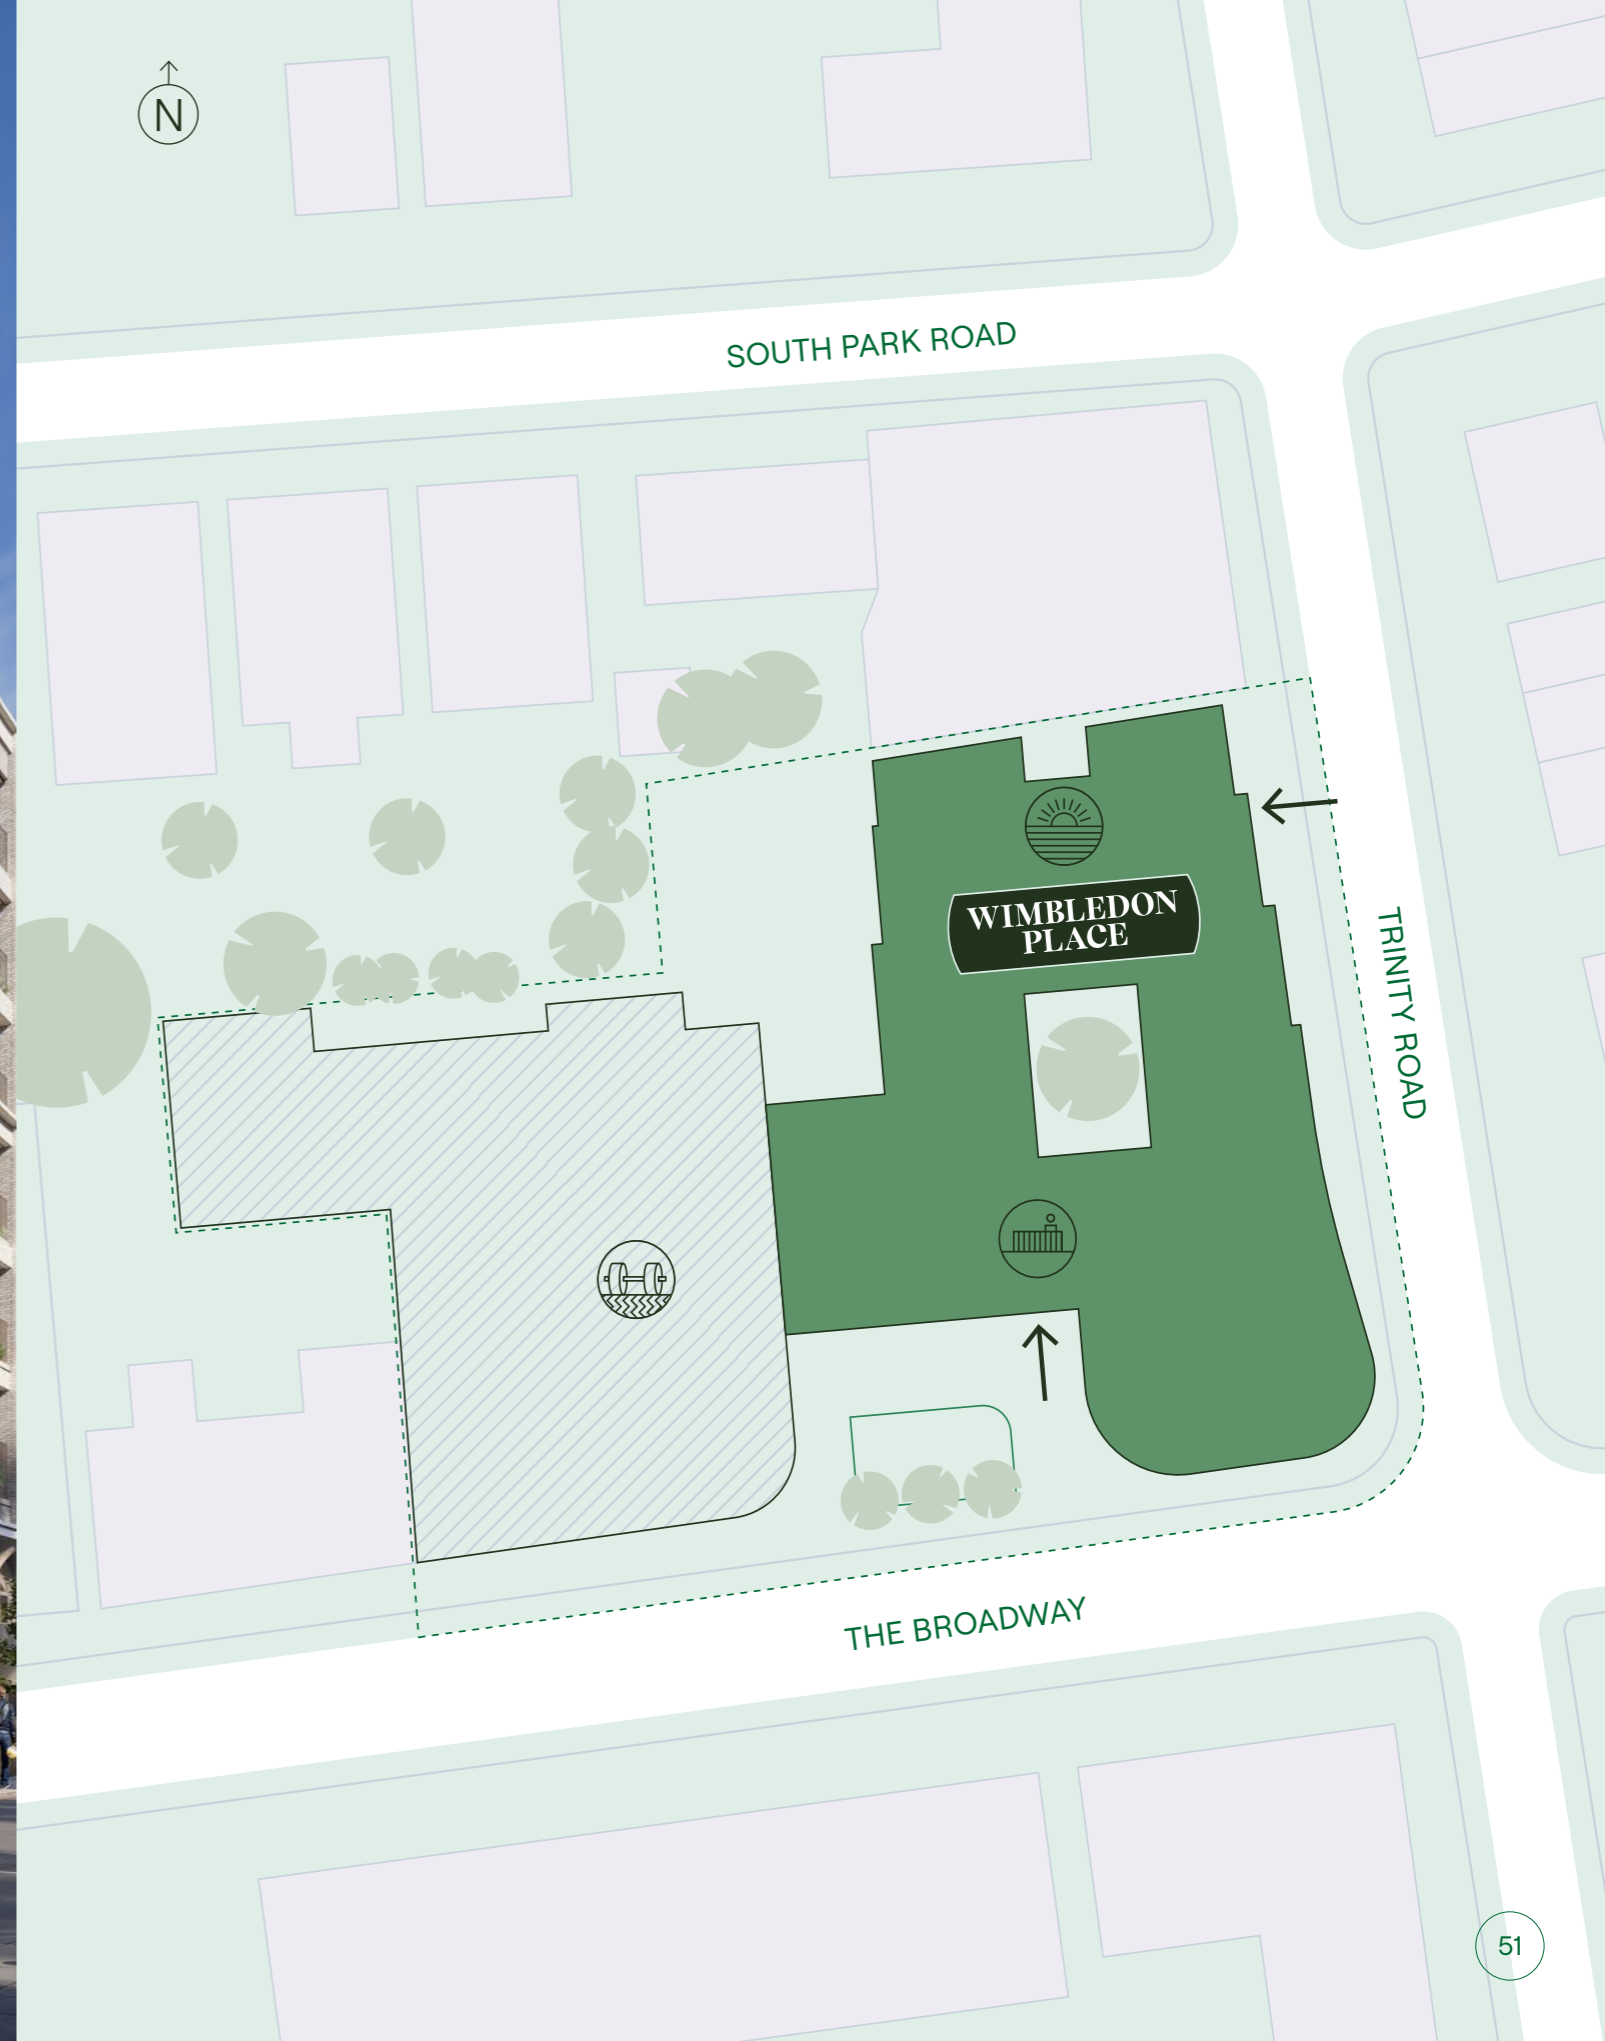 N
SOUTH PARK ROAD
WIMBLEDON
PLACE
TRINITY ROAD
THE BROADWAY
51